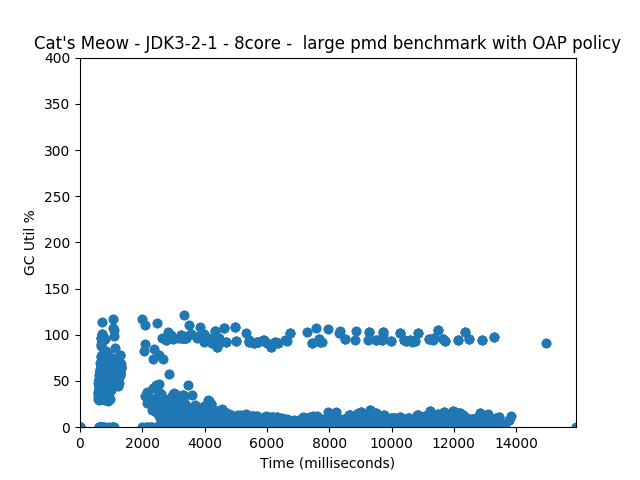 Cat's Meow - JDK3-2-1 - 8core -  large pmd benchmark with OAP policy
400
350
300
250
200
150
100
50
0
GC Util %
0 2000 4000 6000 8000 10000 12000 14000
Time (milliseconds)